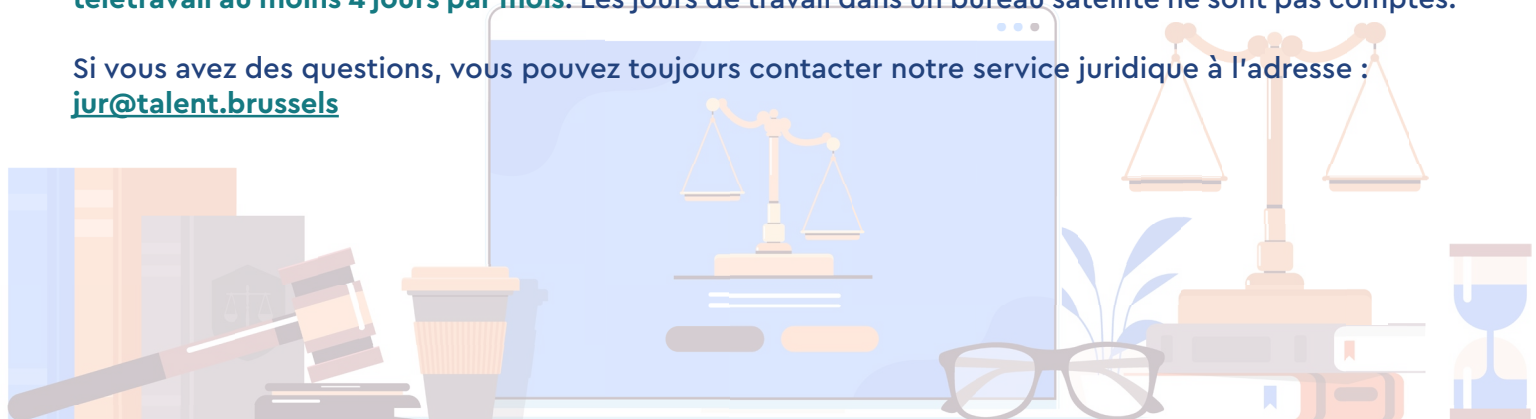 télétravail au moins 4 jours par mois. Les jours de travail dans un bureau satellite ne sont pas comptés.
Si vous avez des questions, vous pouvez toujours contacter notre service juridique à l'adresse :
jur@talent.brussels